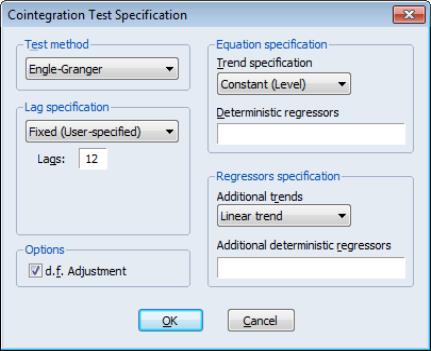 Cointegration Test Specification
Test method
Engle-Granger
Lag specification
Fixed (User-specified)
Lags: 12
Options
d.f. Adjustment
Equation specification
Trend specification
Constant (Level)
Deterministic regressors
Regressors specification
Additional trends
Linear trend
Additional deterministic regressors
OK
Cancel